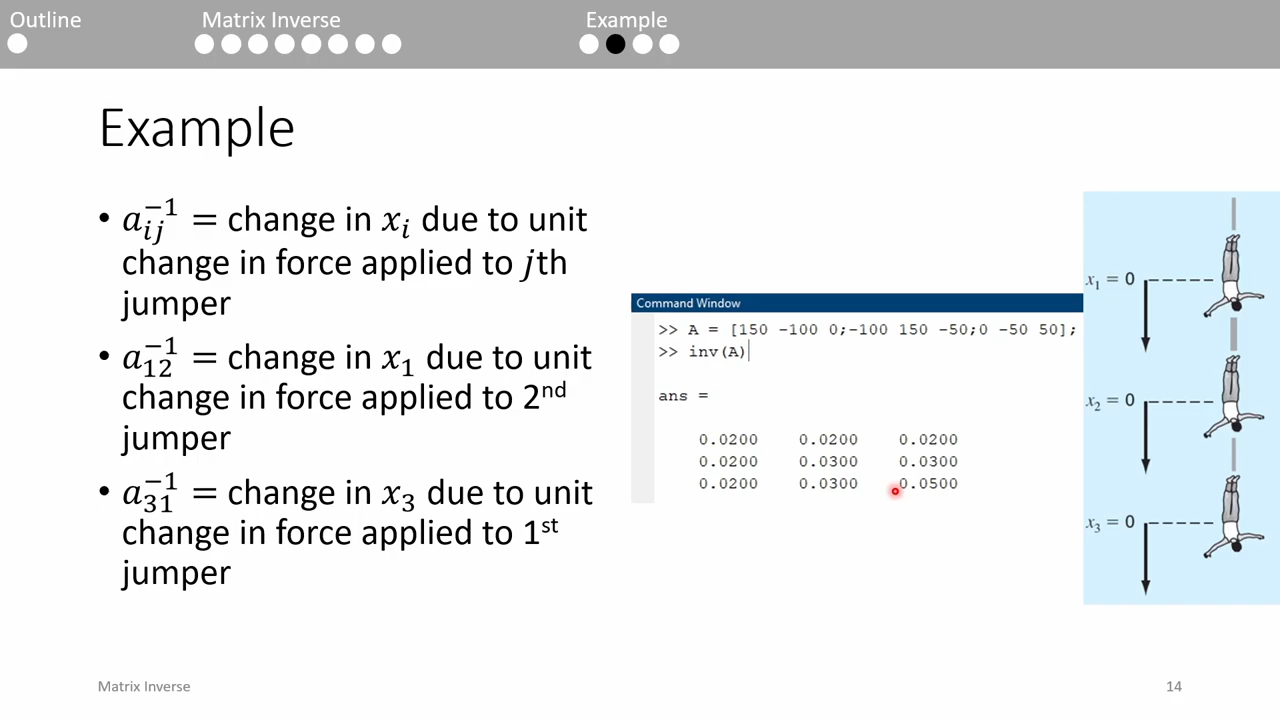 Outline
Matrix Inverse
Example
Example
• a_{ij}^{−1} = change in x_i due to unit
change in force applied to jth
jumper
• a_{12}^{−1} = change in x_1 due to unit
change in force applied to 2nd
jumper
• a_{31}^{−1} = change in x_3 due to unit
change in force applied to 1st
jumper
Command Window
>> A = [150 -100 0;-100 150 -50;0 -50 50];
>> inv(A)
ans =
0.0200 0.0200 0.0200
0.0200 0.0300 0.0300
0.0200 0.0300 0.0500
x_1 = 0
x_2 = 0
x_3 = 0
Matrix Inverse
14